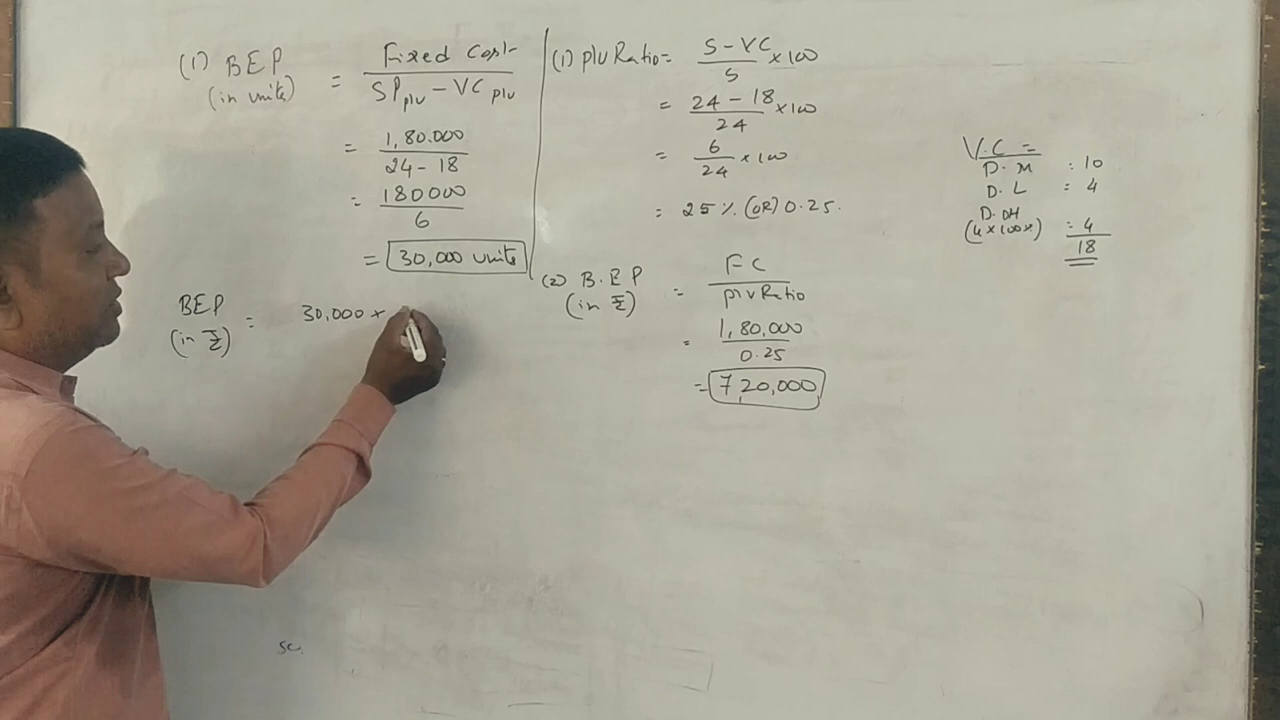 (1) BEP (in units) = Fixed Cost / SP p/u - VC p/u
= 1,80.000 / 24 - 18
= 180000 / 6
= 30,000 units
BEP (in ₹) = 30,000 ×
(1) P/V Ratio = S - VC / S × 100
= 24 - 18 / 24 × 100
= 6 / 24 × 100
= 25 % (OR) 0.25.
(2) B.E.P (in ₹) = FC / P/V Ratio
= 1,80,000 / 0.25
= 7,20,000
V.C =
D.M : 10
D.L : 4
D.OH (4×100%) : 4
18
sc